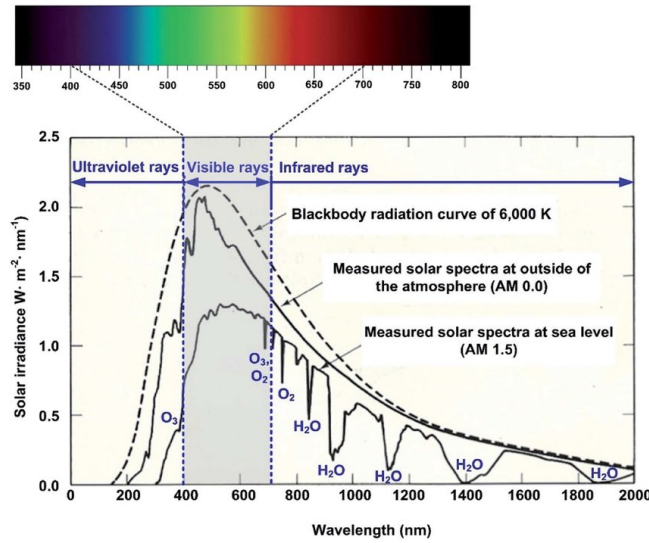 350 400 450 500 550 600 650 700 750 800
2.5
Ultraviolet rays Visible rays Infrared rays
2.0
Blackbody radiation curve of 6,000 K
1.5
Measured solar spectra at outside of
the atmosphere (AM 0.0)
Measured solar spectra at sea level
(AM 1.5)
1.0
O₃,
O₂
O₂
0.5
O₃
H₂O
H₂O
H₂O
H₂O
H₂O
0.0
0 200 400 600 800 1000 1200 1400 1600 1800 2000
Solar irradiance W· m⁻²· nm⁻¹)
Wavelength (nm)